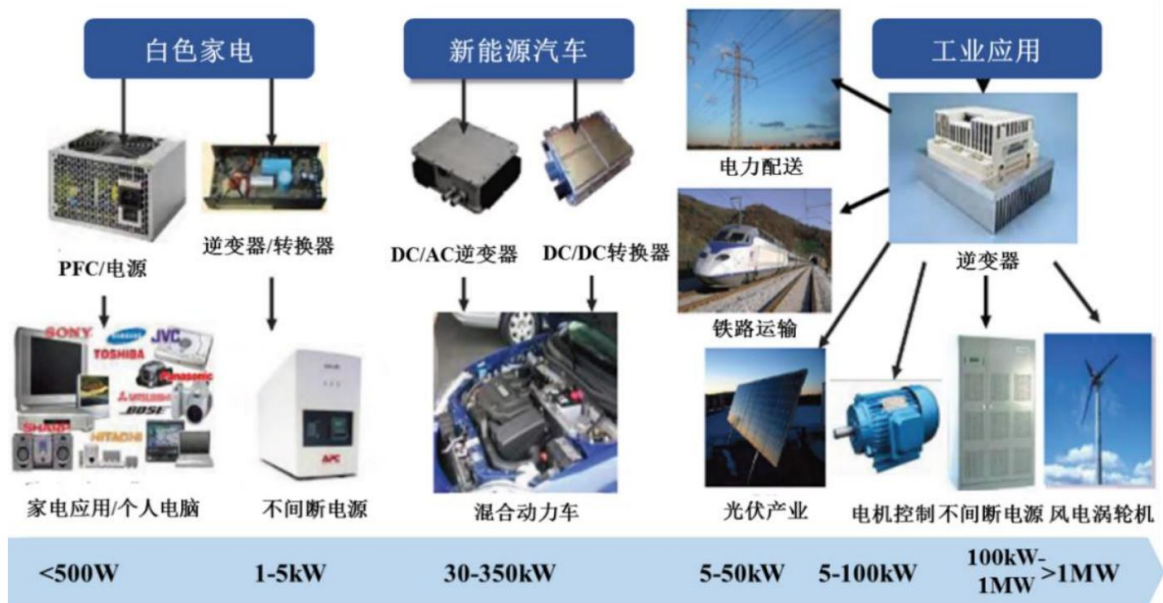 白色家电
新能源汽车
工业应用
电力配送
逆变器/转换器
DC/AC逆变器
DC/DC转换器
逆变器
PFC/电源
铁路运输
SONY
SAMSUNG
JVC
TOSHIBA
Panasonic
MITSUBISHI
BOSE
SHARP
HITACHI
APC
家电应用/个人电脑
不间断电源
混合动力车
光伏产业
电机控制
不间断电源
风电涡轮机
<500W
1-5kW
30-350kW
5-50kW
5-100kW
100kW-
1MW
>1MW